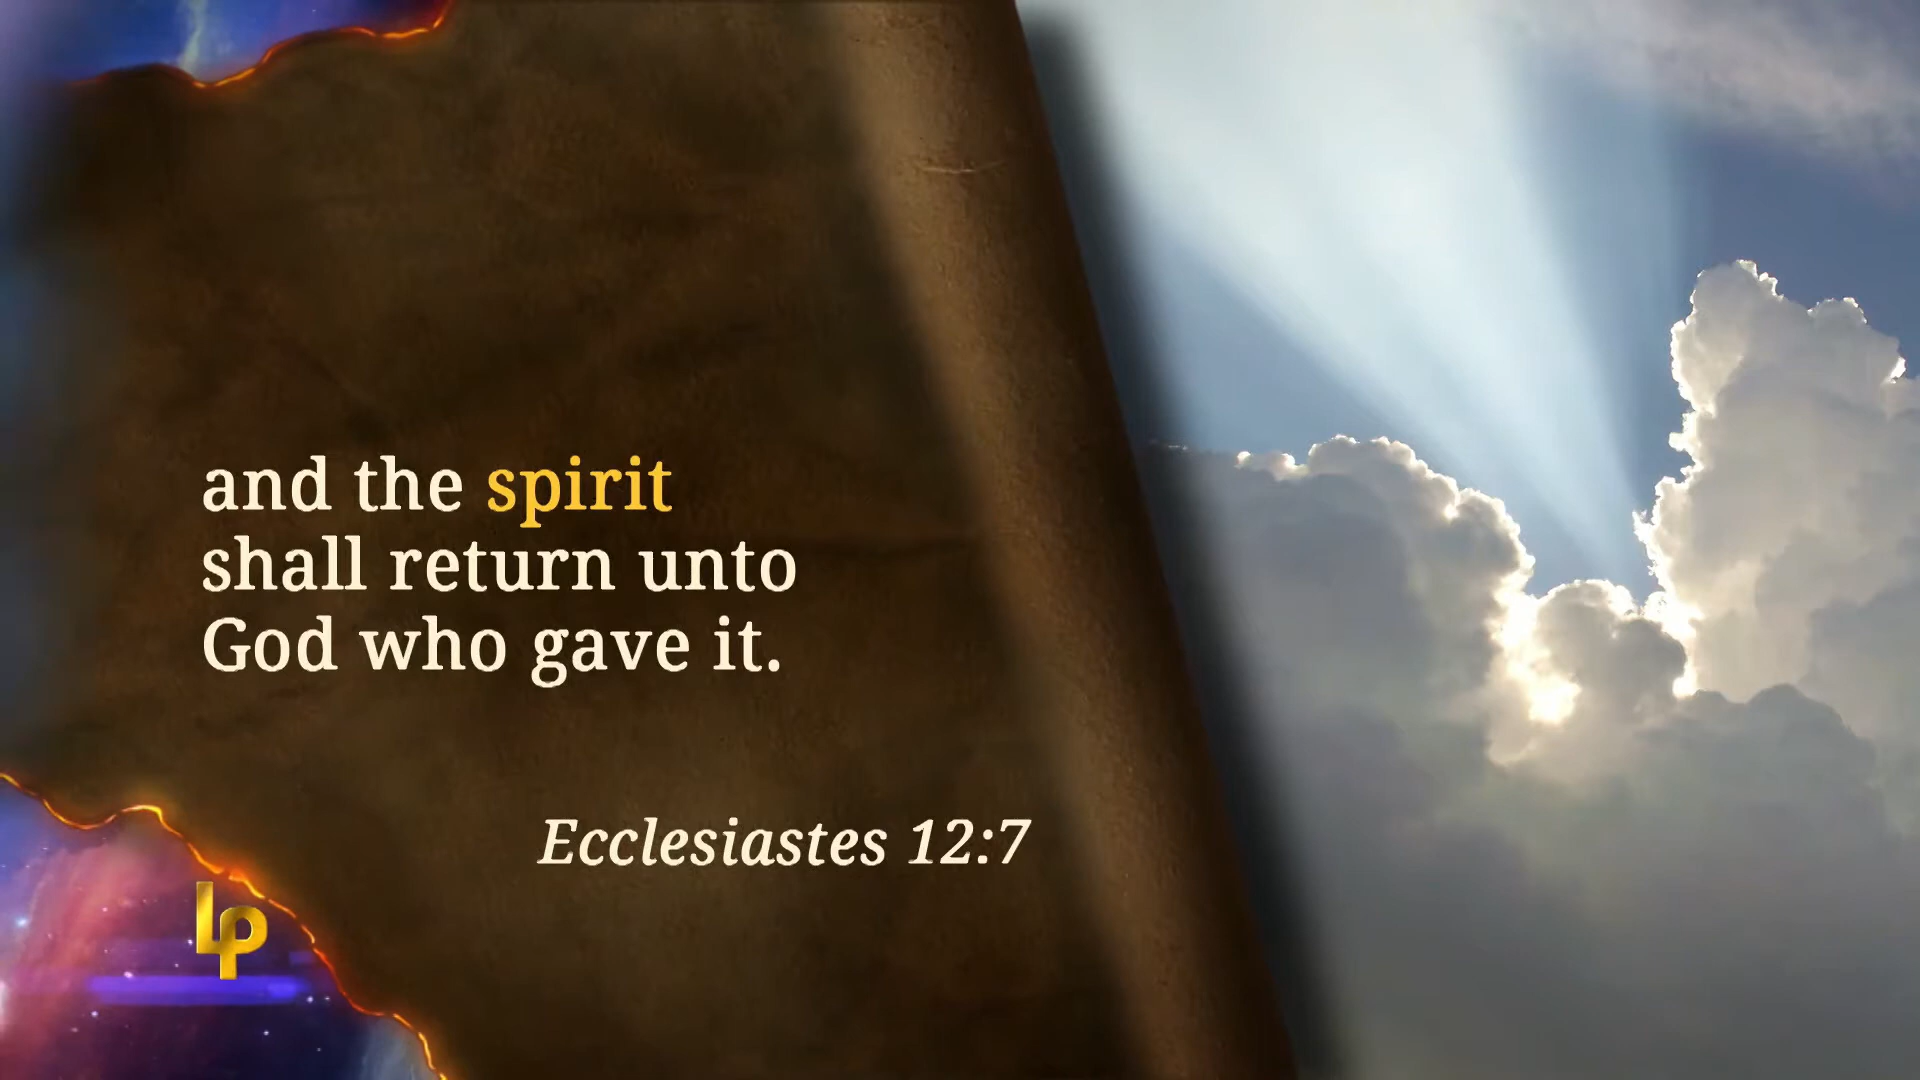 and the spirit
shall return unto
God who gave it.
Ecclesiastes 12:7
LP